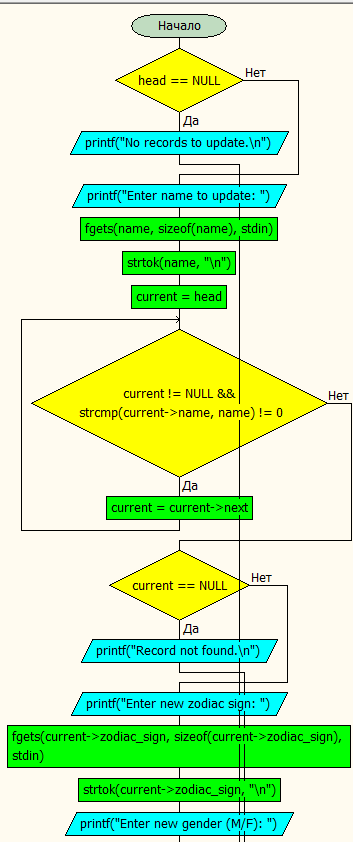 Начало
head == NULL
Нет
Да
printf("No records to update.\n")
printf("Enter name to update: ")
fgets(name, sizeof(name), stdin)
strtok(name, "\n")
current = head
current != NULL &&
strcmp(current->name, name) != 0
Нет
Да
current = current->next
current == NULL
Нет
Да
printf("Record not found.\n")
printf("Enter new zodiac sign: ")
fgets(current->zodiac_sign, sizeof(current->zodiac_sign),
stdin)
strtok(current->zodiac_sign, "\n")
printf("Enter new gender (M/F): ")